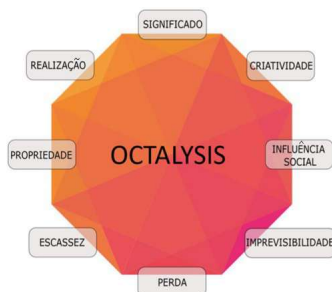 SIGNIFICADO
REALIZAÇÃO
CRIATIVIDADE
PROPRIEDADE
OCTALYSIS
INFLUÊNCIA
SOCIAL
ESCASSEZ
IMPREVISIBILIDADE
PERDA